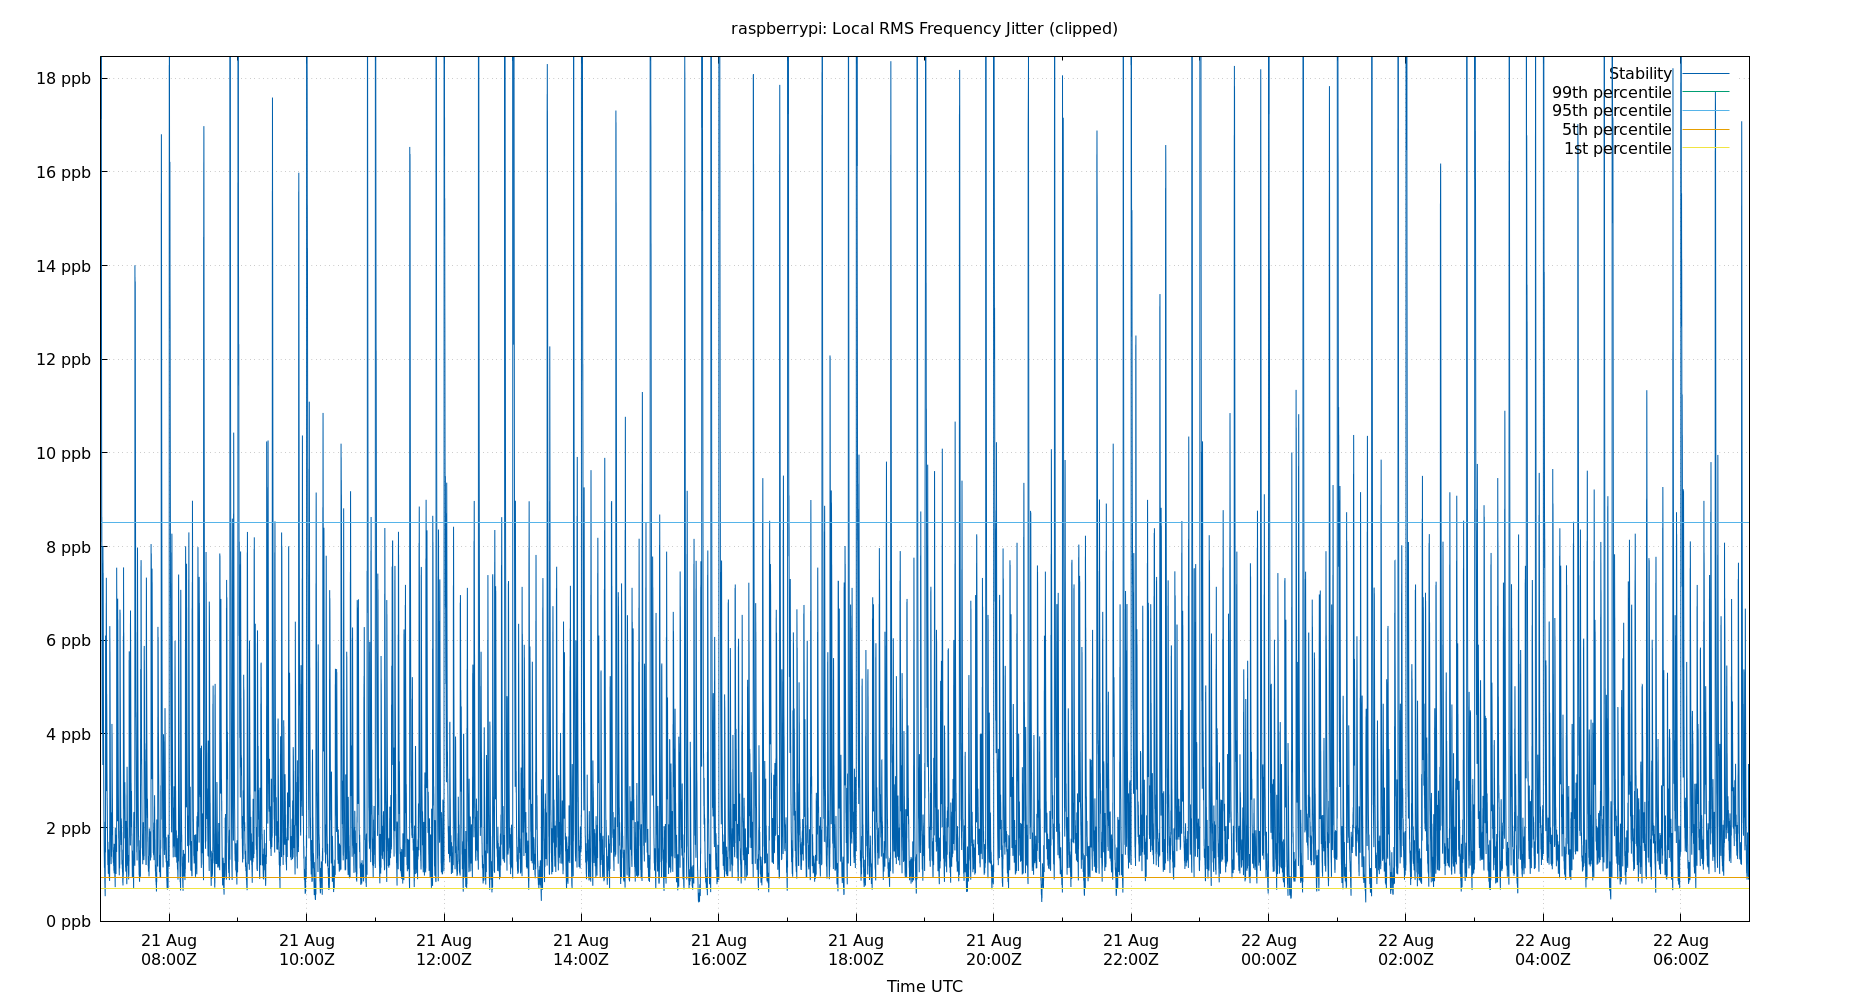 raspberrypi: Local RMS Frequency Jitter (clipped)
18 ppb
16 ppb
14 ppb
12 ppb
10 ppb
8 ppb
6 ppb
4 ppb
2 ppb
0 ppb
Stability
99th percentile
95th percentile
5th percentile
1st percentile
21 Aug 21 Aug 21 Aug 21 Aug 21 Aug 21 Aug 21 Aug 21 Aug 22 Aug 22 Aug 22 Aug 22 Aug
08:00Z 10:00Z 12:00Z 14:00Z 16:00Z 18:00Z 20:00Z 22:00Z 00:00Z 02:00Z 04:00Z 06:00Z
Time UTC